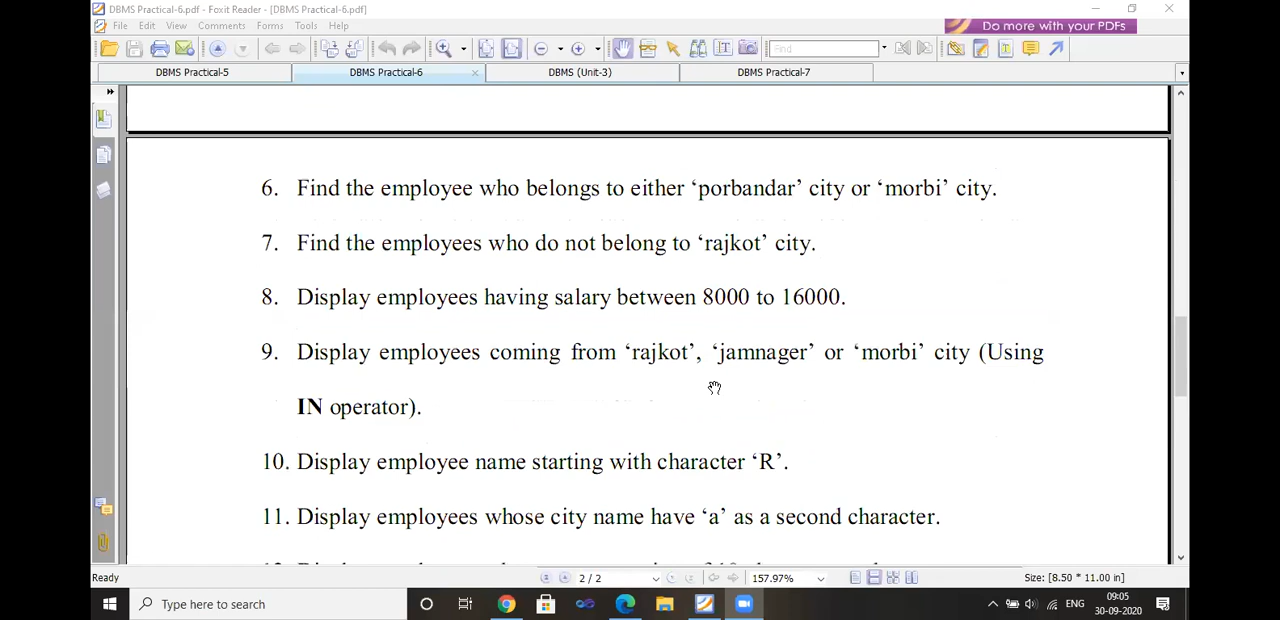 DBMS Practical-6.pdf - Foxit Reader - [DBMS Practical-6.pdf]
File Edit View Comments Forms Tools Help
Do more with your PDFs
Find
DBMS Practical-5 DBMS Practical-6 DBMS (Unit-3) DBMS Practical-7
6. Find the employee who belongs to either ‘porbandar’ city or ‘morbi’ city.
7. Find the employees who do not belong to ‘rajkot’ city.
8. Display employees having salary between 8000 to 16000.
9. Display employees coming from ‘rajkot’, ‘jamnager’ or ‘morbi’ city (Using
IN operator).
10. Display employee name starting with character ‘R’.
11. Display employees whose city name have ‘a’ as a second character.
Ready 2 / 2 157.97% Size: [8.50 * 11.00 in]
Type here to search ENG 09:05
30-09-2020